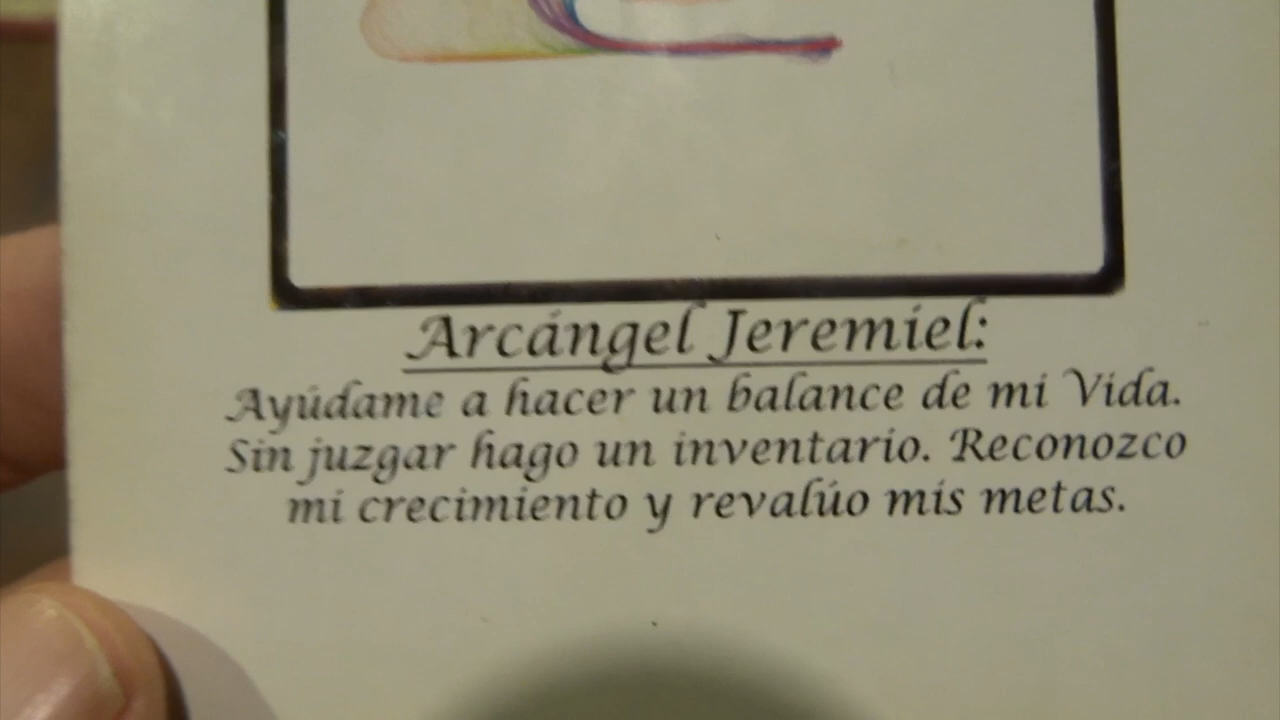 Arcángel Jeremiel:
Ayúdame a hacer un balance de mi Vida.
Sin juzgar hago un inventario. Reconozco
mi crecimiento y revalúo mis metas.